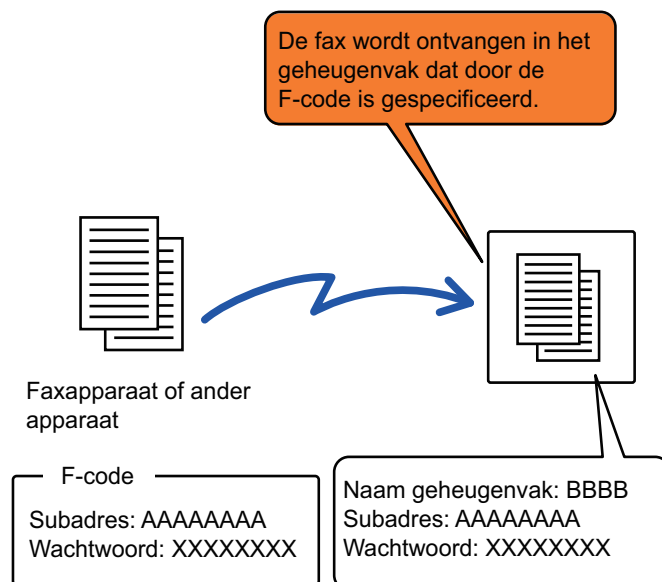 De fax wordt ontvangen in het
geheugenvak dat door de
F-code is gespecificeerd.
Faxapparaat of ander
apparaat
F-code
Subadres: AAAAAAAA
Wachtwoord: XXXXXXXX
Naam geheugenvak: BBBB
Subadres: AAAAAAAA
Wachtwoord: XXXXXXXX